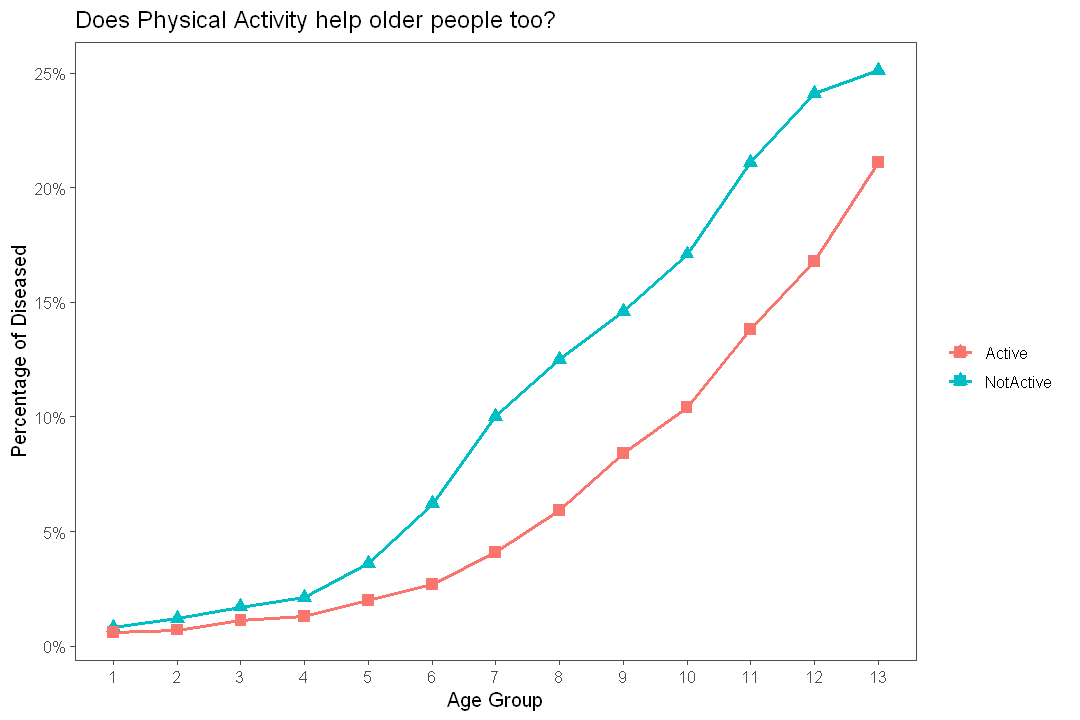 Does Physical Activity help older people too?
25%
20%
15%
10%
5%
0%
Percentage of Diseased
1 2 3 4 5 6 7 8 9 10 11 12 13
Age Group
Active
NotActive